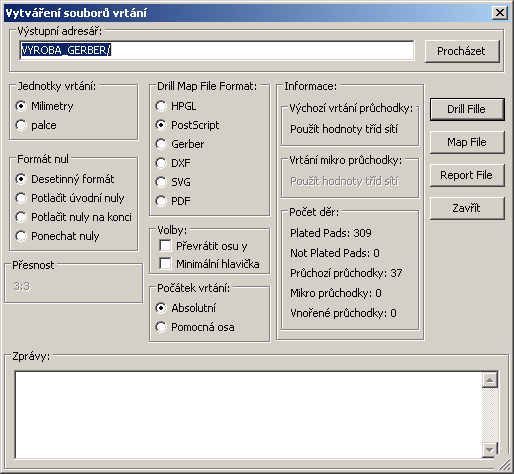 Vytváření souborů vrtání
Výstupní adresář:
VYROBA_GERBER/
Procházet
Jednotky vrtání:
Milimetry
palce
Formát nul
Desetinný formát
Potlačit úvodní nuly
Potlačit nuly na konci
Ponechat nuly
Přesnost
3:3
Drill Map File Format:
HPGL
PostScript
Gerber
DXF
SVG
PDF
Volby:
Převrátit osu y
Minimální hlavička
Počátek vrtání:
Absolutní
Pomocná osa
Informace:
Výchozí vrtání průchodky:
Použít hodnoty tříd sítí
Vrtání mikro průchodky:
Použít hodnoty tříd sítí
Počet děr:
Plated Pads: 309
Not Plated Pads: 0
Průchozí průchodky: 37
Mikro průchodky: 0
Vnořené průchodky: 0
Drill Fille
Map File
Report File
Zavřít
Zprávy: